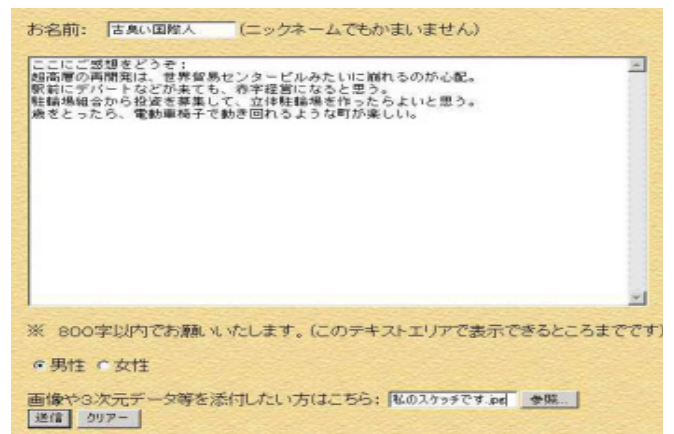 お名前: 古臭い国際人 (ニックネームでもかまいません)
ここにご感想をどうぞ:
超高層の再開発は、世界貿易センタービルみたいに崩れるのが心配。
駅前にデパートなどが来ても、赤字経営になると思う。
駐輪場組合から投資を募集して、立体駐輪場を作ったらよいと思う。
歳をとったら、電動車椅子で動き回れるような町が楽しい。
※ 800字以内でお願いいたします。(このテキストエリアで表示できるところまでです)
男性 女性
画像や3次元データ等を添付したい方はこちら: 私のスケッチです.jpe 参照...
送信 クリアー